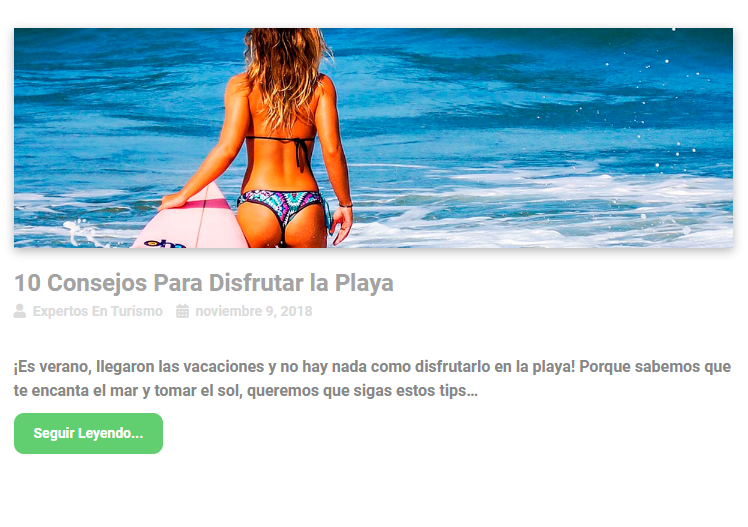 10 Consejos Para Disfrutar la Playa
Expertos En Turismo noviembre 9, 2018
¡Es verano, llegaron las vacaciones y no hay nada como disfrutarlo en la playa! Porque sabemos que
te encanta el mar y tomar el sol, queremos que sigas estos tips…
Seguir Leyendo...